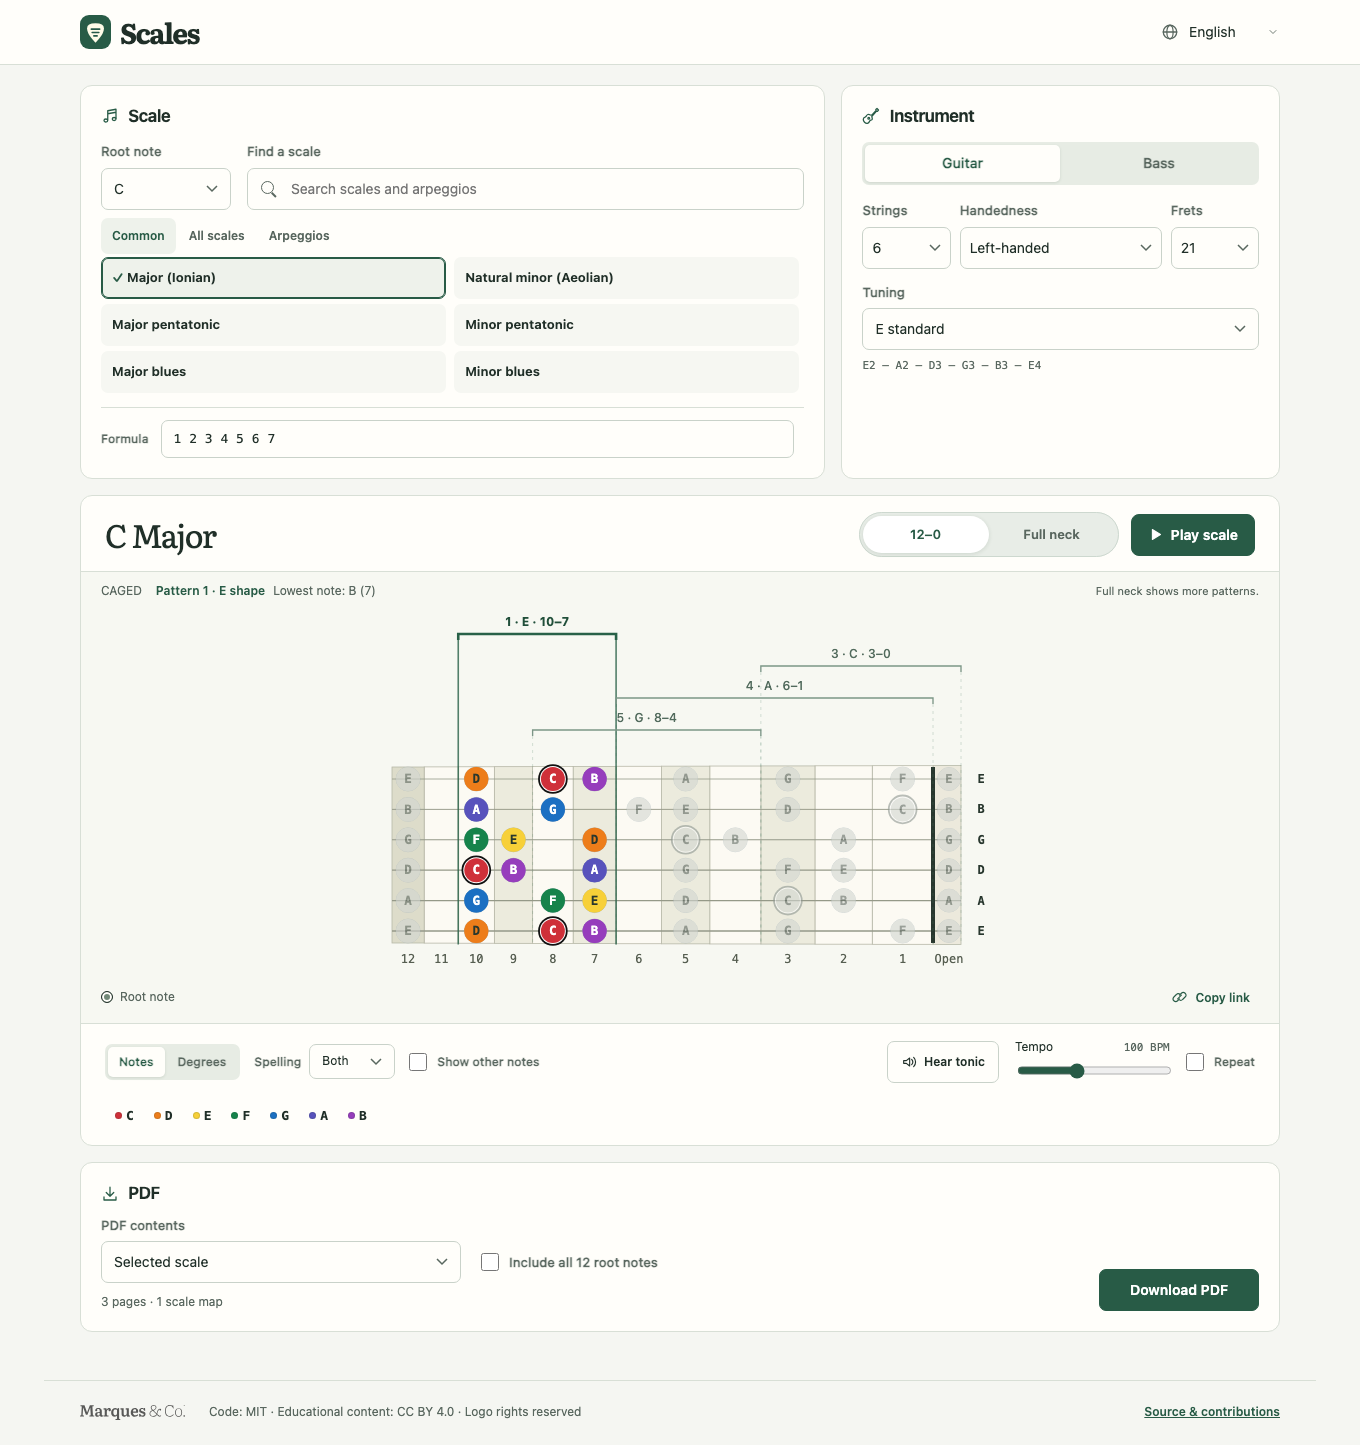 Scales
English
Scale
Root note
Find a scale
C
Search scales and arpeggios
Common
All scales
Arpeggios
Major (Ionian)
Natural minor (Aeolian)
Major pentatonic
Minor pentatonic
Major blues
Minor blues
Formula
1 2 3 4 5 6 7
Instrument
Guitar
Bass
Strings
Handedness
Frets
6
Left-handed
21
Tuning
E standard
E2 — A2 — D3 — G3 — B3 — E4
C Major
12–0
Full neck
Play scale
CAGED Pattern 1 · E shape Lowest note: B (7)
Full neck shows more patterns.
1 · E · 10–7
3 · C · 3–0
4 · A · 6–1
5 · G · 8–4
E D C B A G F E E
B A G F E D C B B
G F E D C B A G G
D C B A G F E D D
A G F E D C B A A
E D C B A G F E E
12 11 10 9 8 7 6 5 4 3 2 1 Open
Root note
Copy link
Notes
Degrees
Spelling
Both
Show other notes
Hear tonic
Tempo
100 BPM
Repeat
C D E F G A B
PDF
PDF contents
Selected scale
Include all 12 root notes
3 pages · 1 scale map
Download PDF
Marques & Co.
Code: MIT · Educational content: CC BY 4.0 · Logo rights reserved
Source & contributions